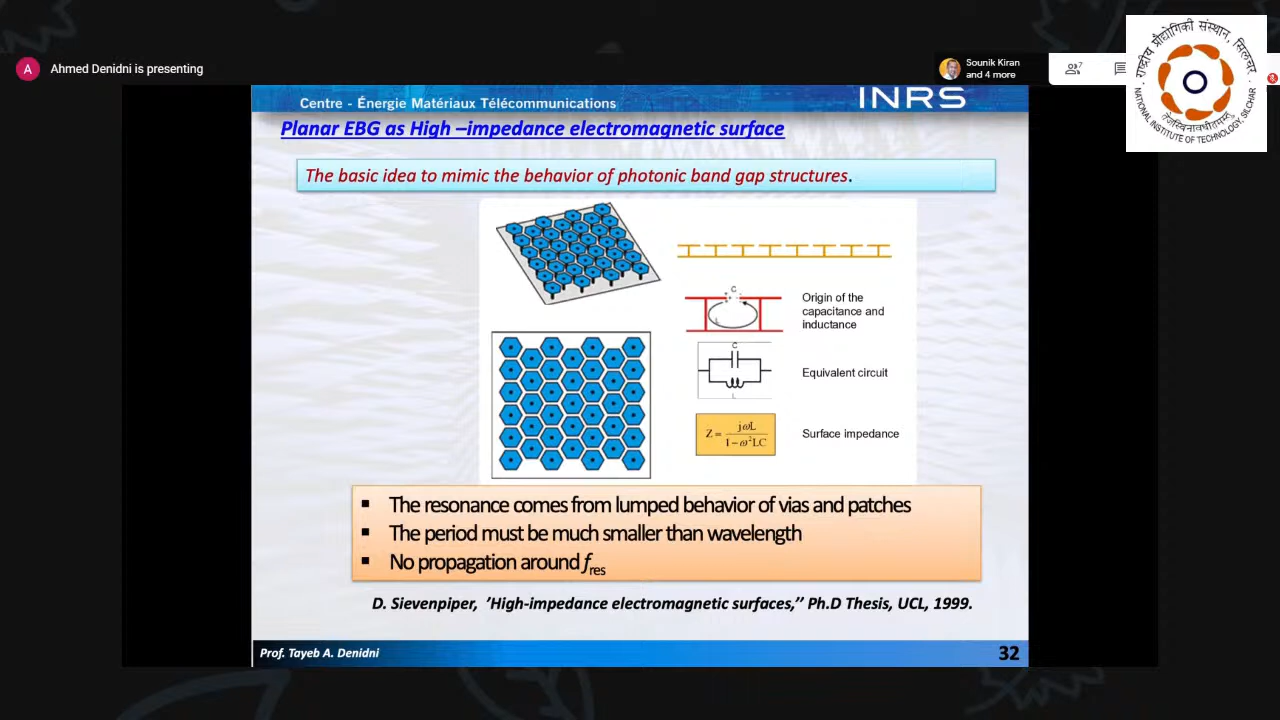 A Ahmed Denidni is presenting
Sounik Kiran
and 4 more
7
राष्ट्रीय प्रौद्योगिकी संस्थान, सिलचर
NATIONAL INSTITUTE OF TECHNOLOGY, SILCHAR
Centre - Énergie Matériaux Télécommunications
INRS
Planar EBG as High –impedance electromagnetic surface
The basic idea to mimic the behavior of photonic band gap structures.
C
L
Origin of the
capacitance and
inductance
C
L
Equivalent circuit
Z = jωL / 1 − ω²LC
Surface impedance
▪ The resonance comes from lumped behavior of vias and patches
▪ The period must be much smaller than wavelength
▪ No propagation around fres
D. Sievenpiper, ’High-impedance electromagnetic surfaces,’’ Ph.D Thesis, UCL, 1999.
Prof. Tayeb A. Denidni
32